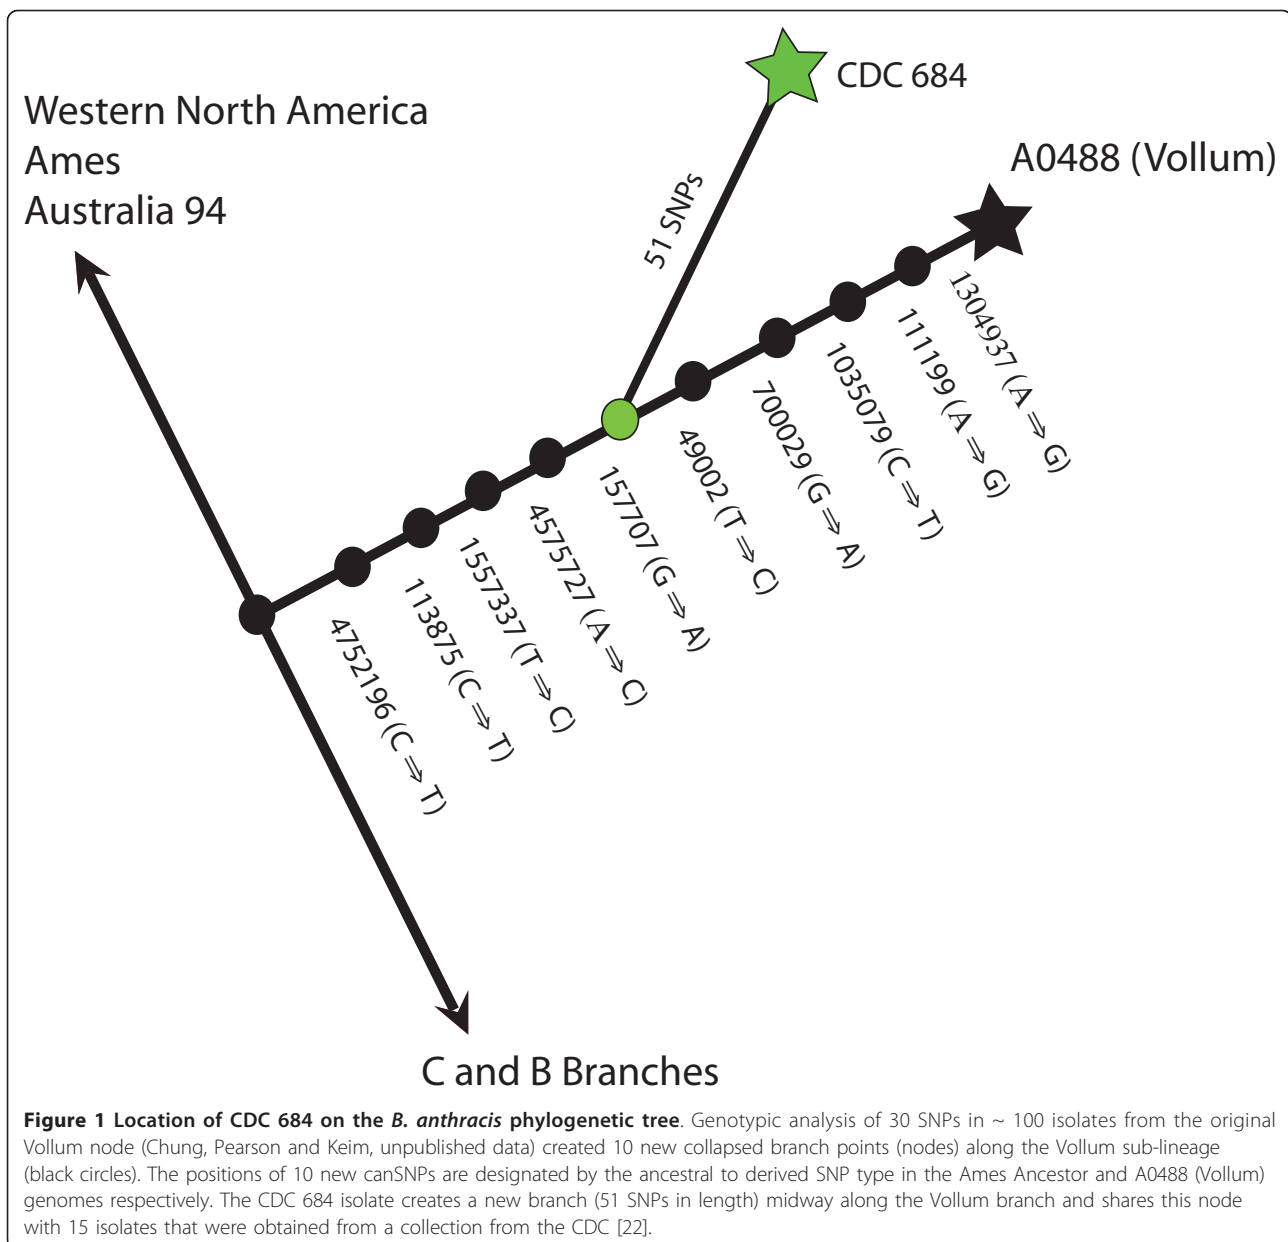 Western North America
Ames
Australia 94
CDC 684
A0488 (Vollum)
51 SNPs
4752196 (C ⇒ T)
113875 (C ⇒ T)
1557337 (T ⇒ C)
4575727 (A ⇒ C)
157707 (G ⇒ A)
49002 (T ⇒ C)
700029 (G ⇒ A)
1035079 (C ⇒ T)
111199 (A ⇒ G)
1304937 (A ⇒ G)
C and B Branches
Figure 1 Location of CDC 684 on the B. anthracis phylogenetic tree. Genotypic analysis of 30 SNPs in ~ 100 isolates from the original
Vollum node (Chung, Pearson and Keim, unpublished data) created 10 new collapsed branch points (nodes) along the Vollum sub-lineage
(black circles). The positions of 10 new canSNPs are designated by the ancestral to derived SNP type in the Ames Ancestor and A0488 (Vollum)
genomes respectively. The CDC 684 isolate creates a new branch (51 SNPs in length) midway along the Vollum branch and shares this node
with 15 isolates that were obtained from a collection from the CDC [22].